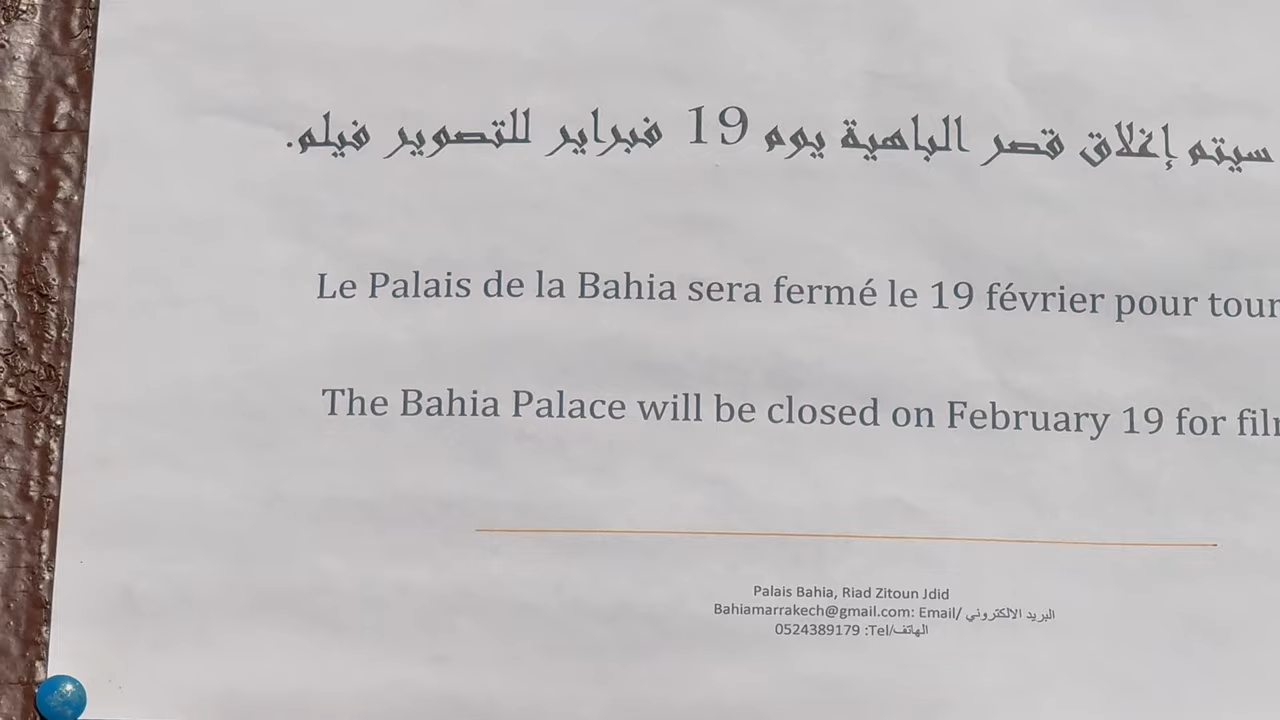 سيتم إغلاق قصر الباهية يوم 19 فبراير للتصوير فيلم.
Le Palais de la Bahia sera fermé le 19 février pour tour
The Bahia Palace will be closed on February 19 for film
Palais Bahia, Riad Zitoun Jdid
Bahiamarrakech@gmail.com: Email/ البريد الالكتروني
0524389179 :Tel/الهاتف